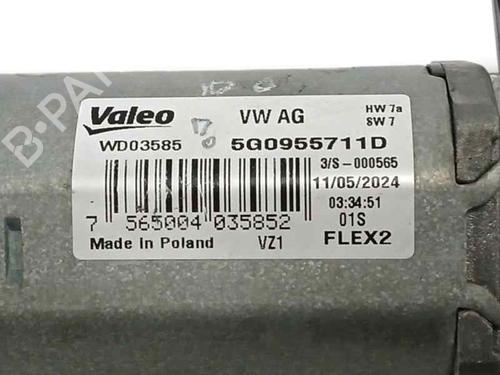 Valeo
VW AG
HW 7a
SW 7
WD03585
5G0955711D
3/S-000565
11/05/2024
03:34:51
7 565004 035852
01S
Made In Poland
VZ1
FLEX2